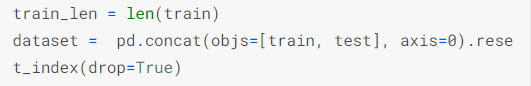 train_len = len(train)
dataset =  pd.concat(objs=[train, test], axis=0).rese
t_index(drop=True)